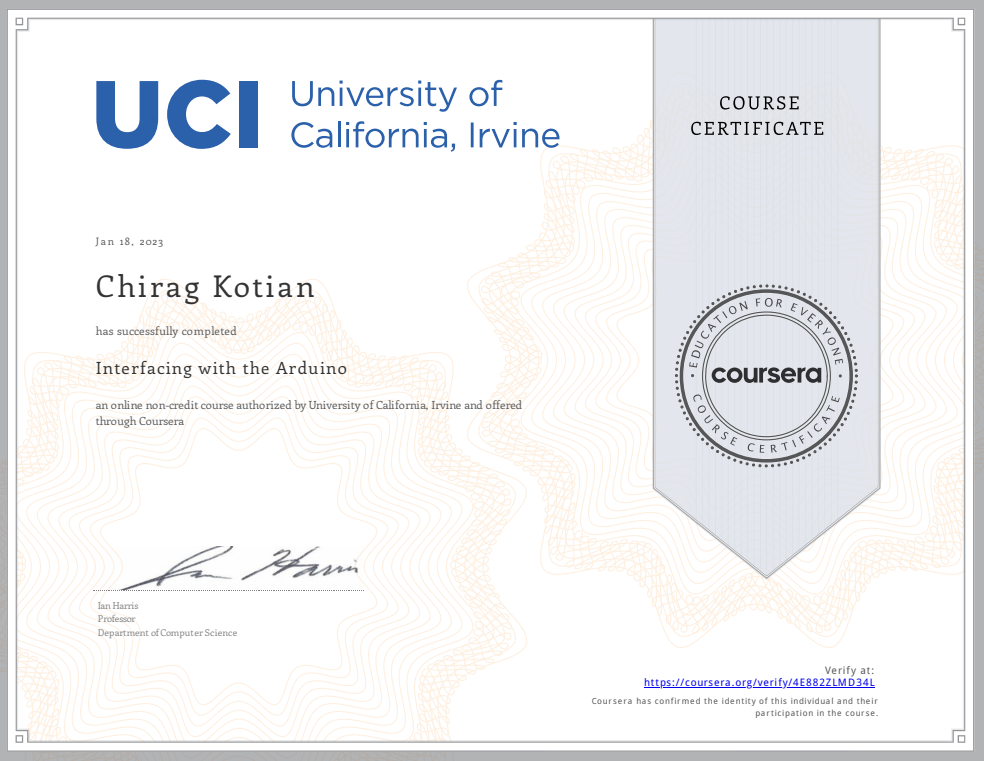 UCI University of
California, Irvine
COURSE
CERTIFICATE
Jan 18, 2023
Chirag Kotian
has successfully completed
Interfacing with the Arduino
an online non-credit course authorized by University of California, Irvine and offered
through Coursera
EDUCATION FOR EVERYONE
coursera
COURSE CERTIFICATE
Ian Harris
Ian Harris
Professor
Department of Computer Science
Verify at:
https://coursera.org/verify/4E882ZLMD34L
Coursera has confirmed the identity of this individual and their
participation in the course.